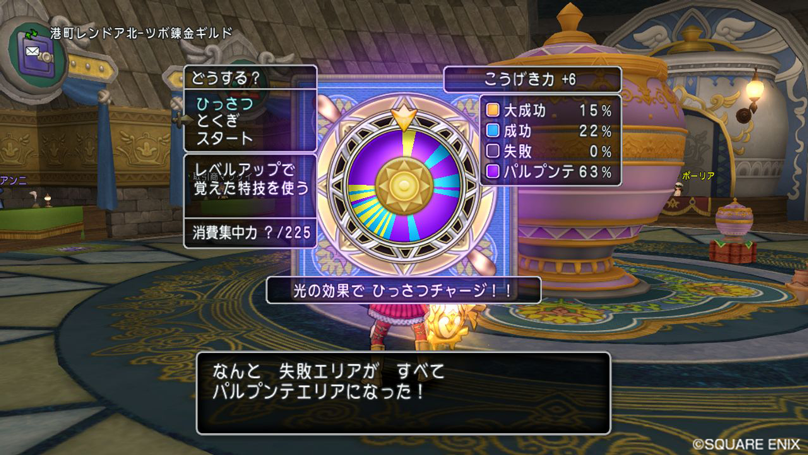 港町レンドア北－ツボ錬金ギルド
どうする？
ひっさつ
とくぎ
スタート
レベルアップで
覚えた特技を使う
消費集中力 ?/225
こうげき力 +6
大成功 15%
成功 22%
失敗 0%
パルプンテ 63%
アンニ
ポーリア
光の効果で ひっさつチャージ！！
なんと 失敗エリアが すべて
パルプンテエリアになった！
©SQUARE ENIX